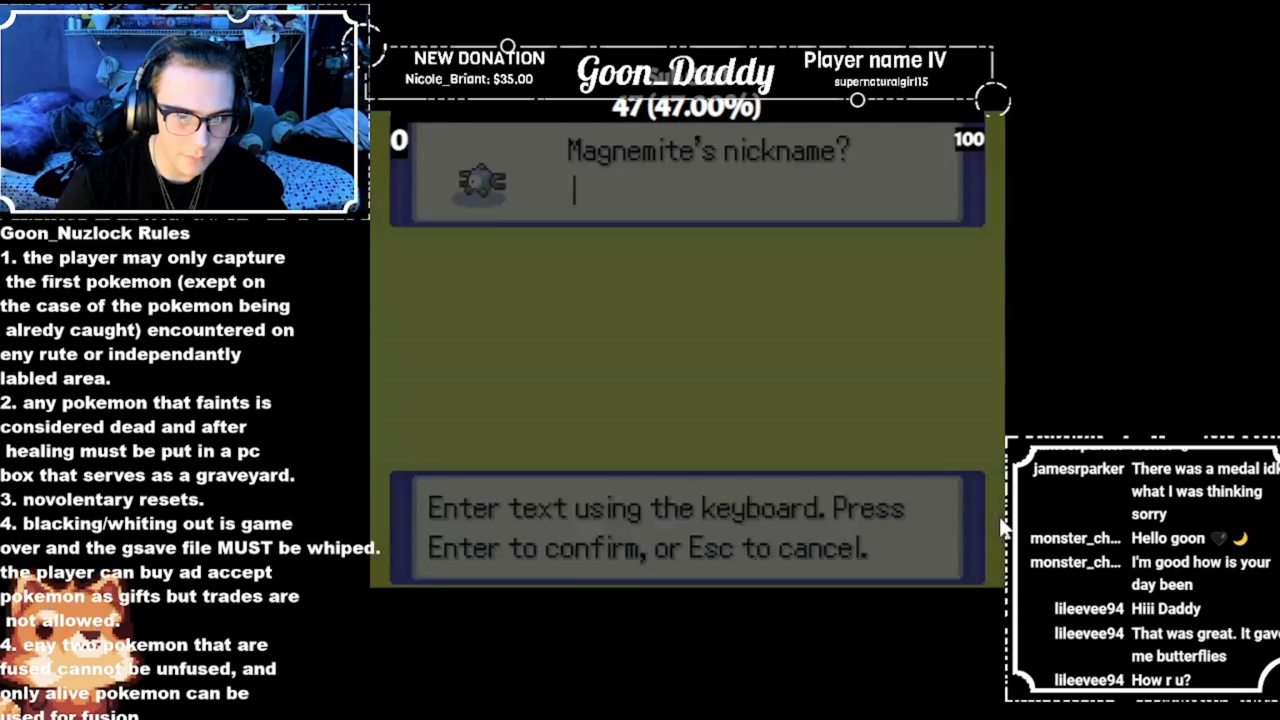 NEW DONATION
Nicole_Briant: $35.00
Goon_Daddy
Player name IV
supernaturalgirl15
47 (47.00%)
0
100
Magnemite's nickname?
Goon_Nuzlock Rules
1. the player may only capture
the first pokemon (exept on
the case of the pokemon being
alredy caught) encountered on
eny rute or independantly
labled area.
2. any pokemon that faints is
considered dead and after
healing must be put in a pc
box that serves as a graveyard.
3. novolentary resets.
4. blacking/whiting out is game
over and the gsave file MUST be whiped.
the player can buy ad accept
pokemon as gifts but trades are
not allowed.
4. eny two pokemon that are
fused cannot be unfused, and
only alive pokemon can be
used for fusion
Enter text using the keyboard. Press
Enter to confirm, or Esc to cancel.
jamesrparker There was a medal idk
what I was thinking
sorry
monster_ch... Hello goon 🖤 🌙
monster_ch... I'm good how is your
day been
lileevee94 Hiii Daddy
lileevee94 That was great. It gave
me butterflies
lileevee94 How r u?